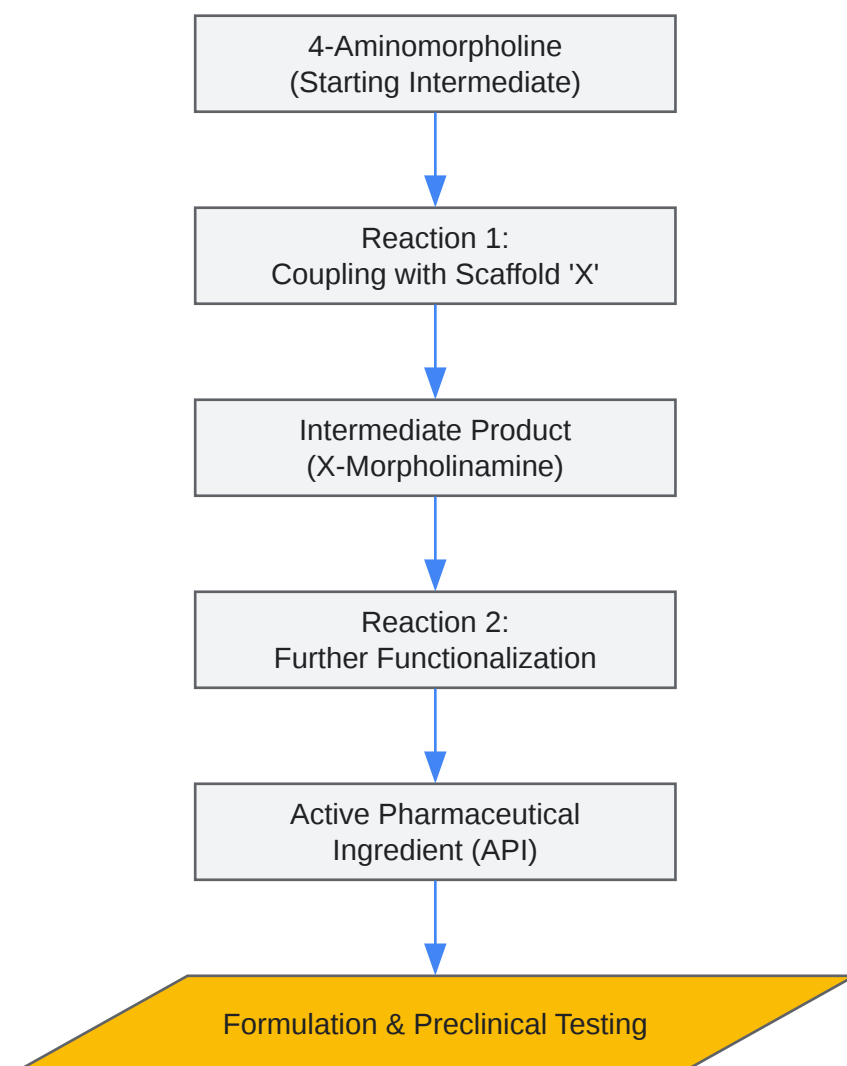 4-Aminomorpholine
(Starting Intermediate)
Reaction 1:
Coupling with Scaffold 'X'
Intermediate Product
(X-Morpholinamine)
Reaction 2:
Further Functionalization
Active Pharmaceutical
Ingredient (API)
Formulation & Preclinical Testing